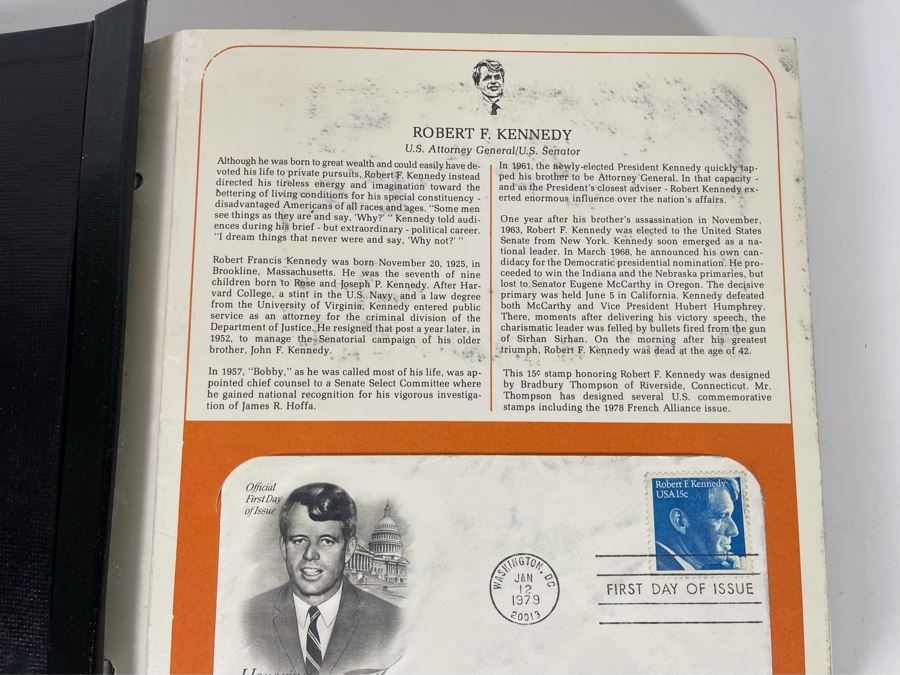 ROBERT F. KENNEDY
U.S. Attorney General/U.S. Senator
Although he was born to great wealth and could easily have de-
voted his life to private pursuits, Robert F. Kennedy instead
directed his tireless energy and imagination toward the
bettering of living conditions for his special constituency -
disadvantaged Americans of all races and ages. "Some men
see things as they are and say, 'Why?' " Kennedy told audi-
ences during his brief - but extraordinary - political career.
"I dream things that never were and say, 'Why not?' "
Robert Francis Kennedy was born November 20, 1925, in
Brookline, Massachusetts. He was the seventh of nine
children born to Rose and Joseph P. Kennedy. After Har-
vard College, a stint in the U.S. Navy, and a law degree
from the University of Virginia, Kennedy entered public
service as an attorney for the criminal division of the
Department of Justice. He resigned that post a year later, in
1952, to manage the Senatorial campaign of his older
brother, John F. Kennedy.
In 1957, "Bobby," as he was called most of his life, was ap-
pointed chief counsel to a Senate Select Committee where
he gained national recognition for his vigorous investiga-
tion of James R. Hoffa.
In 1961, the newly-elected President Kennedy quickly tap-
ped his brother to be Attorney General. In that capacity -
and as the President's closest adviser - Robert Kennedy ex-
erted enormous influence over the nation's affairs.
One year after his brother's assassination in November,
1963, Robert F. Kennedy was elected to the United States
Senate from New York. Kennedy soon emerged as a na-
tional leader. In March 1968, he announced his own can-
didacy for the Democratic presidential nomination. He pro-
ceeded to win the Indiana and the Nebraska primaries, but
lost to Senator Eugene McCarthy in Oregon. The decisive
primary was held June 5 in California. Kennedy defeated
both McCarthy and Vice President Hubert Humphrey.
There, moments after delivering his victory speech, the
charismatic leader was felled by bullets fired from the gun
of Sirhan Sirhan. On the morning after his greatest
triumph, Robert F. Kennedy was dead at the age of 42.
This 15¢ stamp honoring Robert F. Kennedy was designed
by Bradbury Thompson of Riverside, Connecticut. Mr.
Thompson has designed several U.S. commemorative
stamps including the 1978 French Alliance issue.
Official
First Day
of Issue
WASHINGTON, DC
JAN
12
1979
20013
Robert F. Kennedy
USA 15c
FIRST DAY OF ISSUE